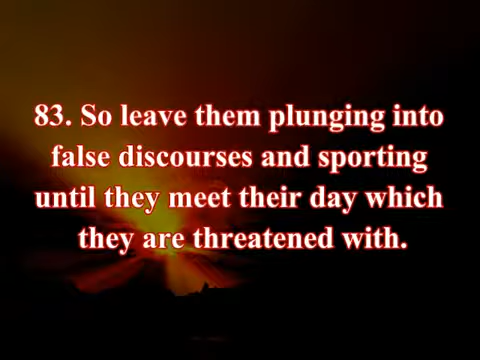 83. So leave them plunging into
false discourses and sporting
until they meet their day which
they are threatened with.